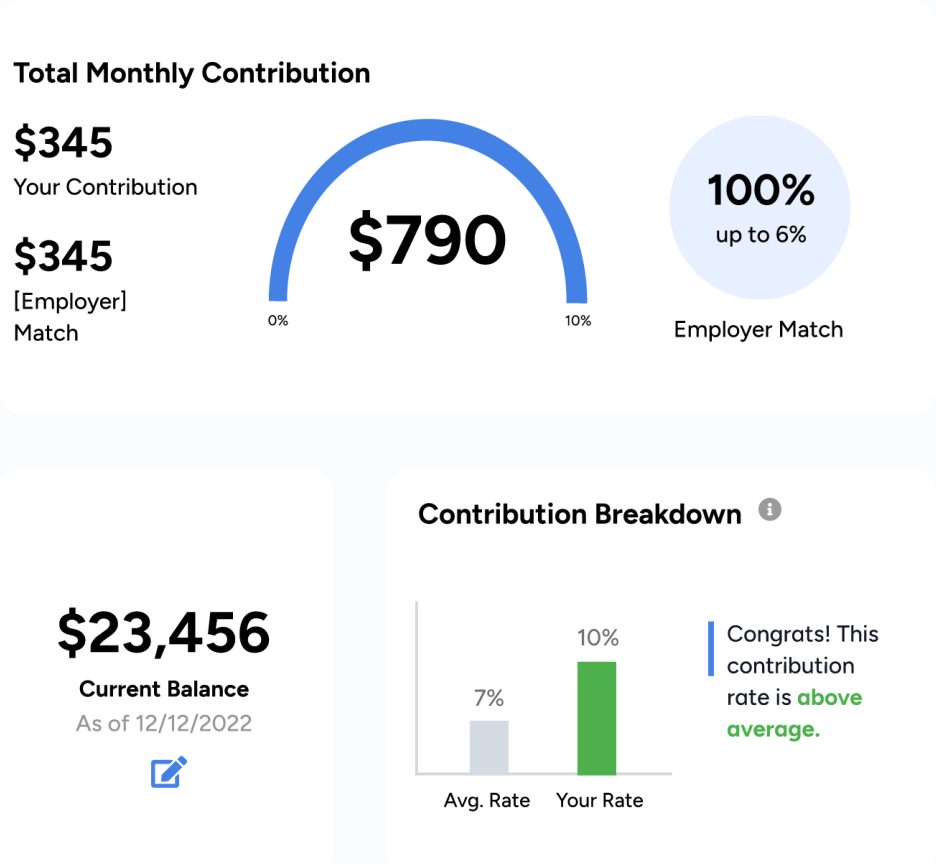 Total Monthly Contribution
$345
Your Contribution
$345
[Employer]
Match
$790
0%
10%
100%
up to 6%
Employer Match
$23,456
Current Balance
As of 12/12/2022
Contribution Breakdown
7%
10%
Avg. Rate
Your Rate
Congrats! This
contribution
rate is above
average.